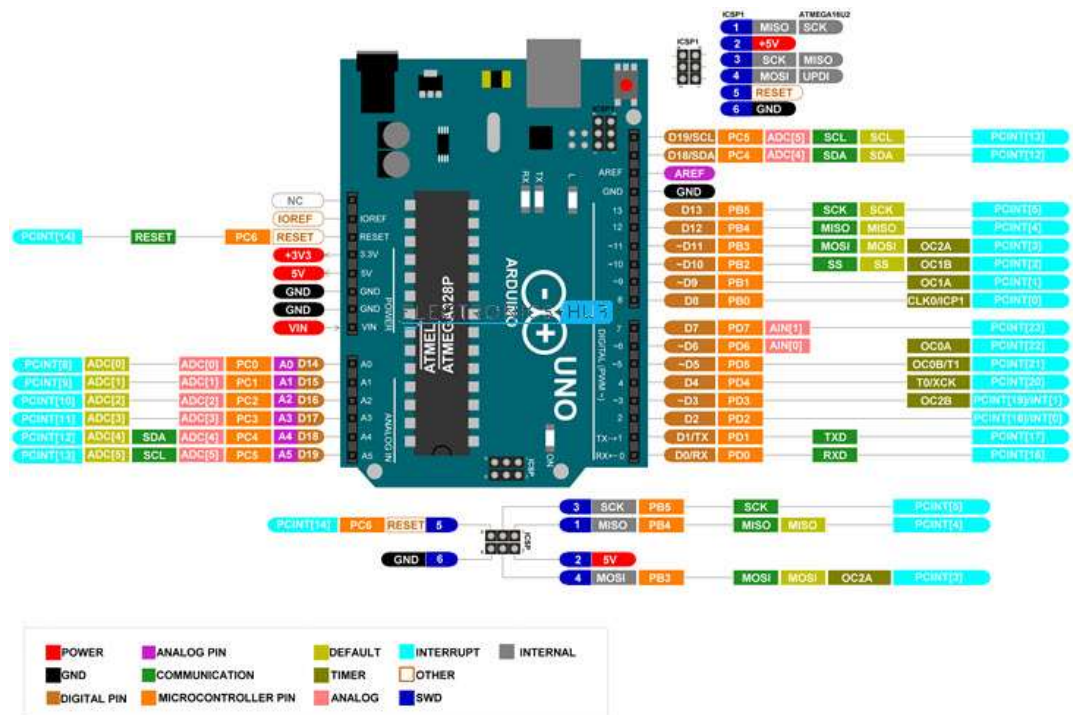 ICSP1 ATMEGA16U2
1 MISO SCK
2 +5V
3 SCK MISO
4 MOSI UPDI
5 RESET
6 GND
ICSP1
ICSP1
D19/SCL PC5 ADC[5] SCL SCL PCINT[13]
D18/SDA PC4 ADC[4] SDA SDA PCINT[12]
AREF AREF
GND GND
13 D13 PB5 SCK SCK PCINT[5]
12 D12 PB4 MISO MISO PCINT[4]
~11 ~D11 PB3 MOSI MOSI OC2A PCINT[3]
~10 ~D10 PB2 SS SS OC1B PCINT[2]
~9 ~D9 PB1 OC1A PCINT[1]
8 D8 PB0 CLK0/ICP1 PCINT[0]
7 D7 PD7 AIN[1] PCINT[23]
~6 ~D6 PD6 AIN[0] OC0A PCINT[22]
~5 ~D5 PD5 OC0B/T1 PCINT[21]
4 D4 PD4 T0/XCK PCINT[20]
~3 ~D3 PD3 OC2B PCINT[19]/INT[1]
2 D2 PD2 PCINT[18]/INT[0]
TX→1 D1/TX PD1 TXD PCINT[17]
RX←0 D0/RX PD0 RXD PCINT[16]
RX TX L
NC
IOREF IOREF
PCINT[14] RESET PC6 RESET RESET
+3V3 3.3V
5V 5V
GND GND
GND GND
VIN VIN
POWER
PCINT[8] ADC[0] ADC[0] PC0 A0 D14 A0
PCINT[9] ADC[1] ADC[1] PC1 A1 D15 A1
PCINT[10] ADC[2] ADC[2] PC2 A2 D16 A2
PCINT[11] ADC[3] ADC[3] PC3 A3 D17 A3
PCINT[12] ADC[4] SDA ADC[4] PC4 A4 D18 A4
PCINT[13] ADC[5] SCL ADC[5] PC5 A5 D19 A5
ANALOG IN
ATMEL
ATMEGA328P
ARDUINO
UNO
ELECTRONICS HUB
DIGITAL (PWM ~)
ON
ICSP
PCINT[14] PC6 RESET 5
GND 6
ICSP
3 SCK PB5 SCK PCINT[5]
1 MISO PB4 MISO MISO PCINT[4]
2 5V
4 MOSI PB3 MOSI MOSI OC2A PCINT[3]
POWER ANALOG PIN DEFAULT INTERRUPT INTERNAL
GND COMMUNICATION TIMER OTHER
DIGITAL PIN MICROCONTROLLER PIN ANALOG SWD